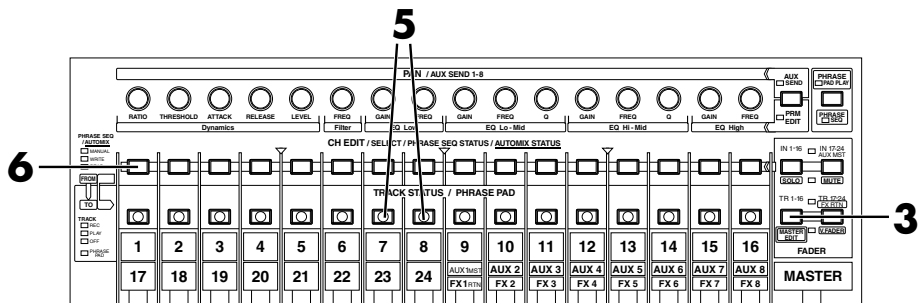 5
PAN / AUX SEND 1-8
AUX SEND
PHRASE PAD PLAY
RATIO THRESHOLD ATTACK RELEASE LEVEL FREQ GAIN FREQ GAIN FREQ Q GAIN FREQ Q GAIN FREQ
PRM EDIT
PHRASE SEQ
Dynamics Filter EQ Low EQ Lo-Mid EQ Hi-Mid EQ High
PHRASE SEQ /AUTOMIX
CH EDIT / SELECT / PHRASE SEQ STATUS / AUTOMIX STATUS
MANUAL
WRITE
IN 1-16 IN 17-24 AUX MST
6
FROM
SOLO MUTE
TO
TRACK STATUS / PHRASE PAD
TR 1-16 TR 17-24 FX RTN
3
TRACK
REC
PLAY
OFF
PHRASE PAD
MASTER EDIT V.FADER
FADER
1 2 3 4 5 6 7 8 9 10 11 12 13 14 15 16
17 18 19 20 21 22 23 24 AUX 1MST AUX 2 AUX 3 AUX 4 AUX 5 AUX 6 AUX 7 AUX 8 MASTER
FX1RTN FX 2 FX 3 FX 4 FX 5 FX 6 FX 7 FX 8